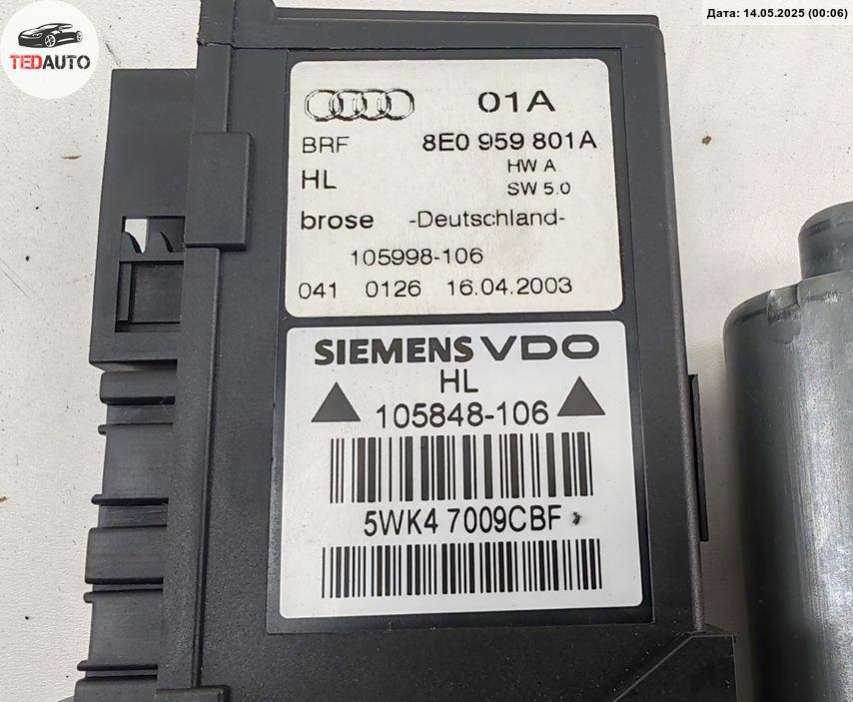 Дата: 14.05.2025 (00:06)
TEDAUTO
01A
BRF 8E0 959 801A
HL HW A
SW 5.0
brose -Deutschland-
105998-106
041 0126 16.04.2003
SIEMENS VDO
HL
105848-106
5WK4 7009CBF